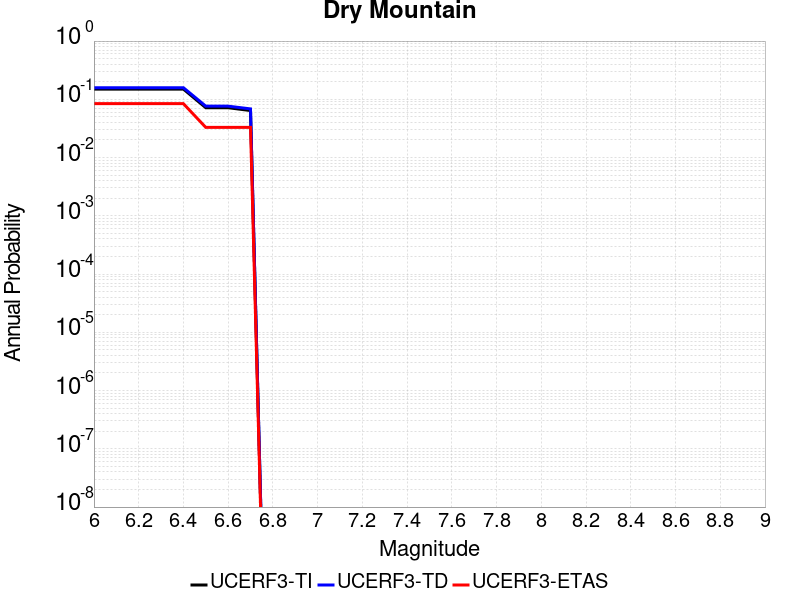 Dry Mountain
10^0
10^-1
10^-2
10^-3
10^-4
10^-5
10^-6
10^-7
10^-8
Annual Probability
6 6.2 6.4 6.6 6.8 7 7.2 7.4 7.6 7.8 8 8.2 8.4 8.6 8.8 9
Magnitude
UCERF3-TI UCERF3-TD UCERF3-ETAS